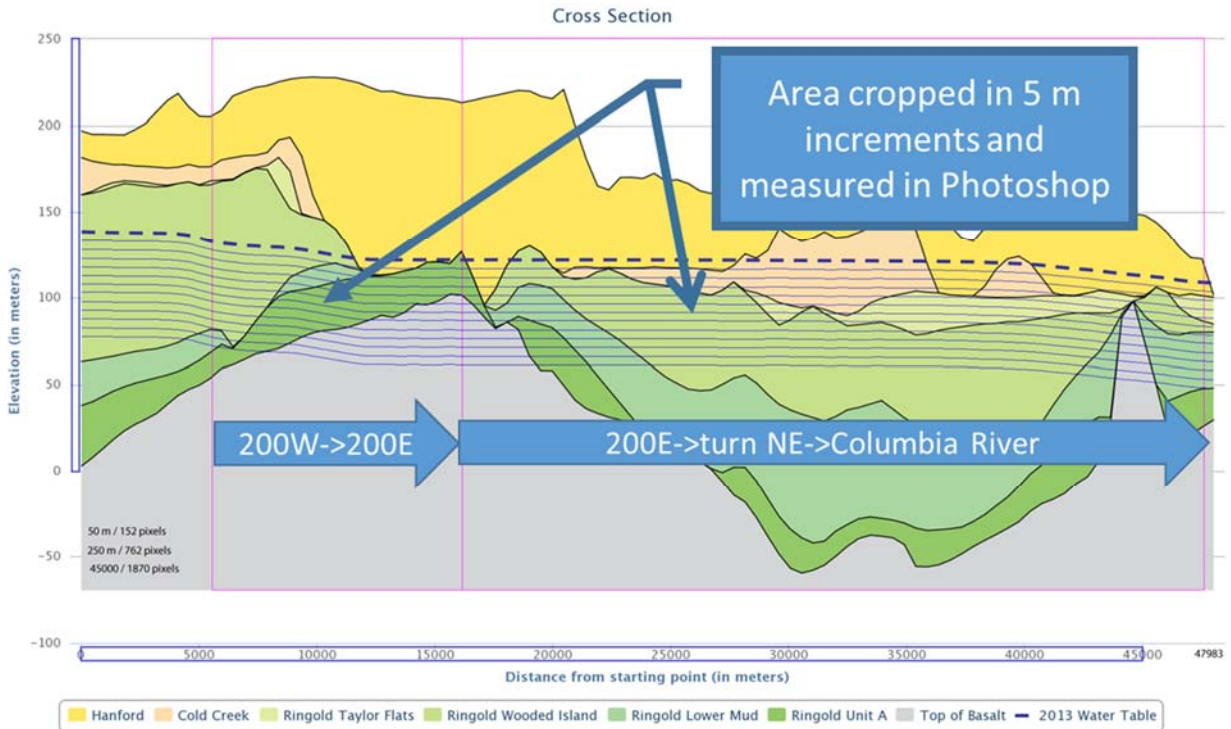 Cross Section
250
200
150
100
50
0
−50
−100
Elevation (in meters)
Area cropped in 5 m
increments and
measured in Photoshop
200W->200E
200E->turn NE->Columbia River
50 m / 152 pixels
250 m / 762 pixels
45000 / 1870 pixels
0 5000 10000 15000 20000 25000 30000 35000 40000 45000 47983
Distance from starting point (in meters)
Hanford Cold Creek Ringold Taylor Flats Ringold Wooded Island Ringold Lower Mud Ringold Unit A Top of Basalt 2013 Water Table